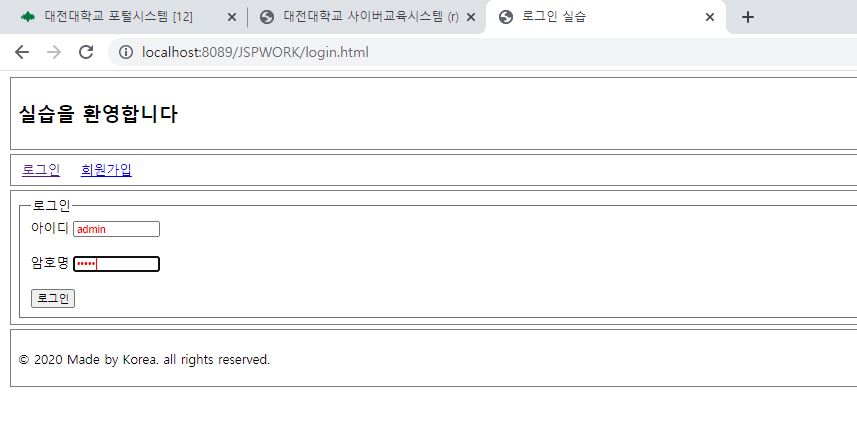 대전대학교 포털시스템 [12]
대전대학교 사이버교육시스템 (r)
로그인 실습
localhost:8089/JSPWORK/login.html
실습을 환영합니다
로그인 회원가입
로그인
아이디 admin
암호명 •••••
로그인
© 2020 Made by Korea. all rights reserved.